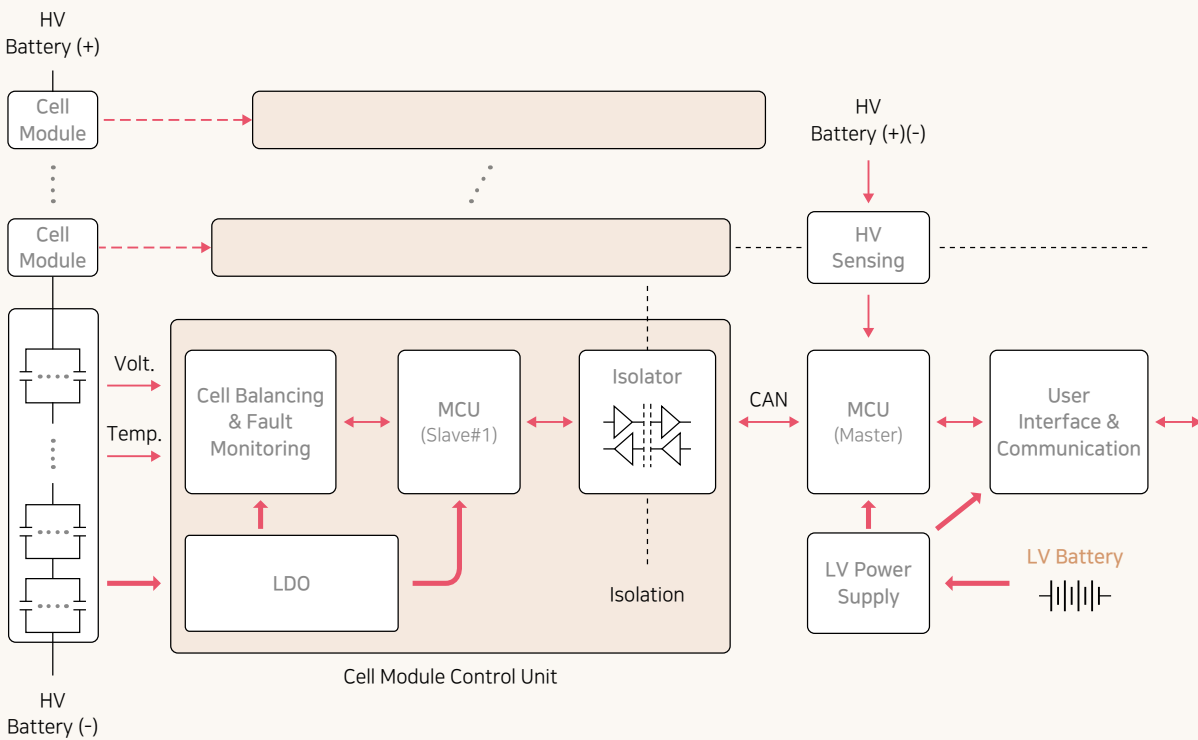 HV
Battery (+)
Cell
Module
HV
Battery (+)(-)
Cell
Module
HV
Sensing
Volt.
Temp.
Cell Balancing
& Fault
Monitoring
MCU
(Slave#1)
Isolator
CAN
MCU
(Master)
User
Interface &
Communication
LDO
Isolation
LV Power
Supply
LV Battery
Cell Module Control Unit
HV
Battery (-)